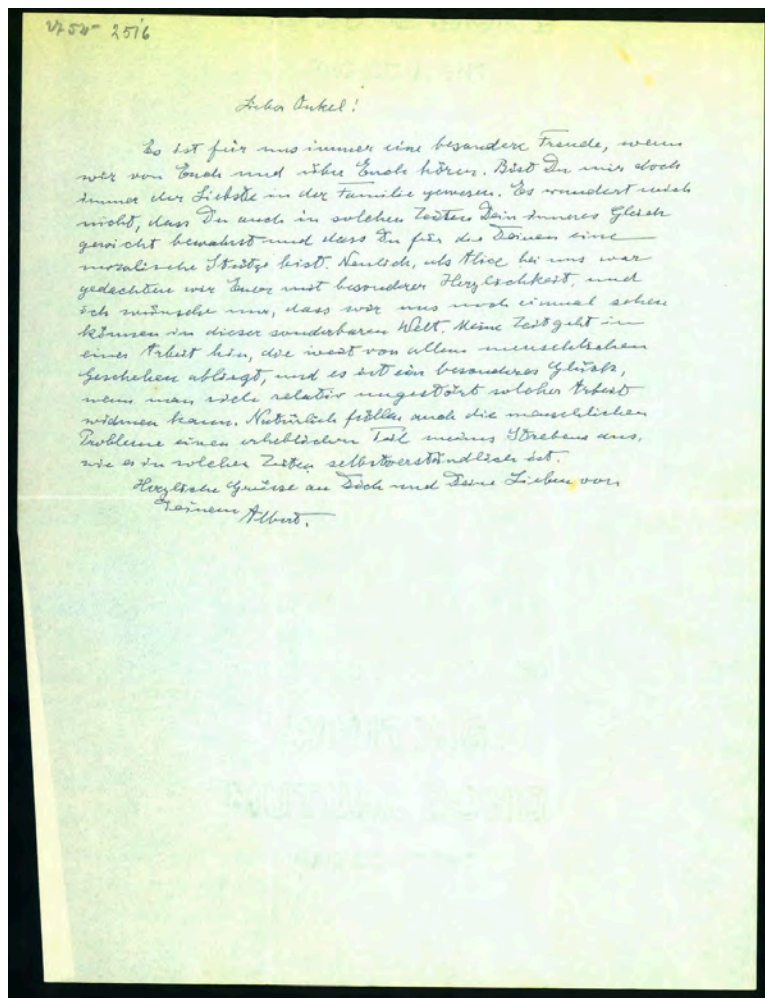 2516
Lieber Onkel!
Es ist für uns immer eine besondere Freude, wenn
wir von Euch und über Euch hören. Bist Du mir doch
immer der Liebste in der Familie gewesen. Es wundert mich
nicht, dass Du auch in solchen Zeiten Dein inneres Gleich
gewicht bewahrst und dass Du für die Deinen eine
moralische Stütze bist. Neulich, als Alice bei uns war
gedachten wir Euer mit besonderer Herzlichkeit, und
ich wünsche nur, dass wir uns noch einmal sehen
können in dieser sonderbaren Welt. Meine Zeit geht in
einer Arbeit hin, die weit von allem menschlichen
Geschehen abliegt, und es ist ein besonderes Glück,
wenn man sich relativ ungestört solcher Arbeit
widmen kann. Natürlich füllen auch die menschlichen
Probleme einen erheblichen Teil meines Strebens aus,
wie es in solchen Zeiten selbstverständlich ist.
Herzliche Grüsse an Dich und Deine Lieben von
Deinem Albert.